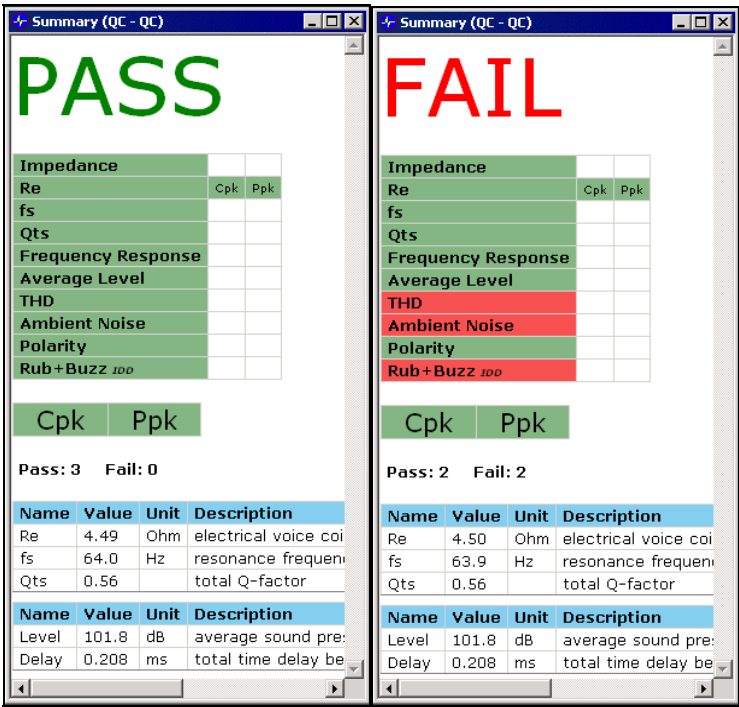 Summary (QC - QC)
PASS
Impedance
Re Cpk Ppk
fs
Qts
Frequency Response
Average Level
THD
Ambient Noise
Polarity
Rub+Buzz IDD
Cpk Ppk
Pass: 3 Fail: 0
Name Value Unit Description
Re 4.49 Ohm electrical voice coi
fs 64.0 Hz resonance frequen
Qts 0.56 total Q-factor
Name Value Unit Description
Level 101.8 dB average sound pre
Delay 0.208 ms total time delay be
Summary (QC - QC)
FAIL
Impedance
Re Cpk Ppk
fs
Qts
Frequency Response
Average Level
THD
Ambient Noise
Polarity
Rub+Buzz IDD
Cpk Ppk
Pass: 2 Fail: 2
Name Value Unit Description
Re 4.50 Ohm electrical voice coi
fs 63.9 Hz resonance frequen
Qts 0.56 total Q-factor
Name Value Unit Description
Level 101.8 dB average sound pre
Delay 0.208 ms total time delay be